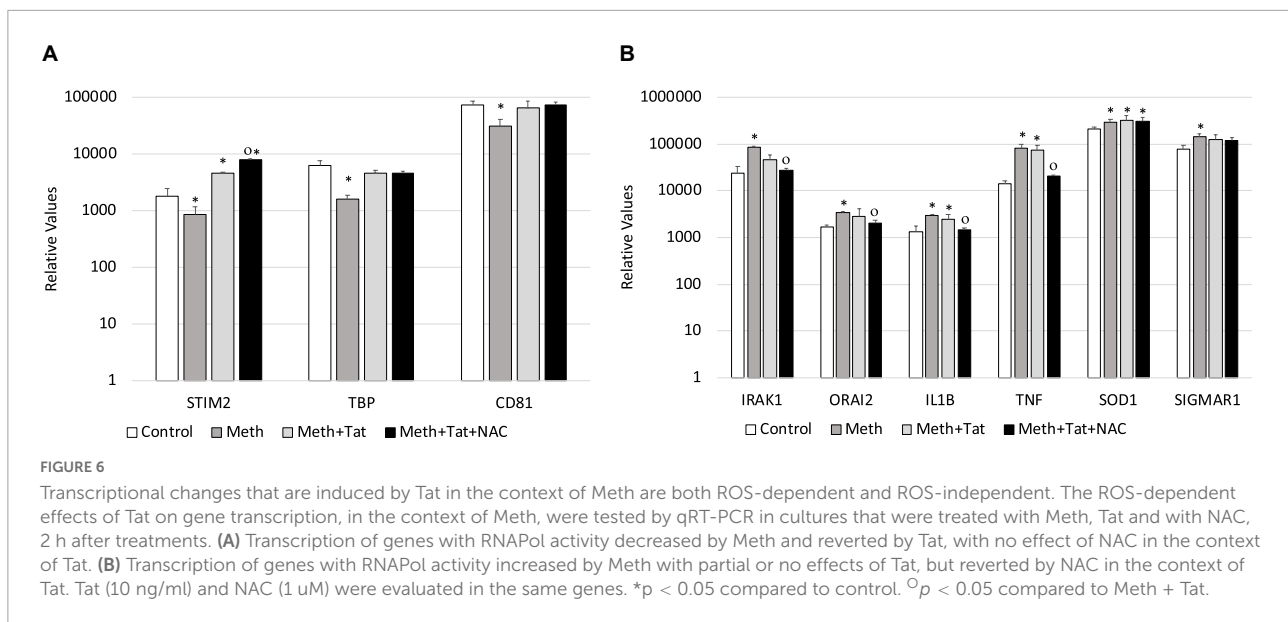 A
100000
10000
1000
100
10
1
Relative Values
*
*
O*
*
*
STIM2 TBP CD81
Control Meth Meth+Tat Meth+Tat+NAC
B
1000000
100000
10000
1000
100
10
1
Relative Values
*
O
*
O
*
*
O
*
*
O
*
*
*
*
IRAK1 ORAI2 IL1B TNF SOD1 SIGMAR1
Control Meth Meth+Tat Meth+Tat+NAC
FIGURE 6
Transcriptional changes that are induced by Tat in the context of Meth are both ROS-dependent and ROS-independent. The ROS-dependent
effects of Tat on gene transcription, in the context of Meth, were tested by qRT-PCR in cultures that were treated with Meth, Tat and with NAC,
2 h after treatments. (A) Transcription of genes with RNAPol activity decreased by Meth and reverted by Tat, with no effect of NAC in the context
of Tat. (B) Transcription of genes with RNAPol activity increased by Meth with partial or no effects of Tat, but reverted by NAC in the context of
Tat. Tat (10 ng/ml) and NAC (1 uM) were evaluated in the same genes. *p < 0.05 compared to control. Op < 0.05 compared to Meth + Tat.